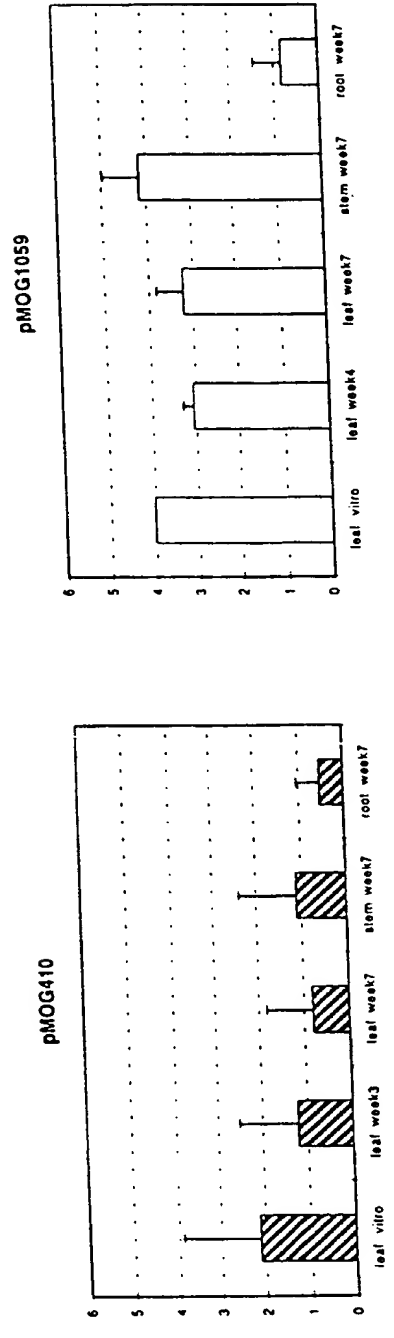 pMOG410
6
5
4
3
2
1
0
leaf vitro
leaf week3
leaf week7
stem week7
root week7
pMOG1059
6
5
4
3
2
1
0
leaf vitro
leaf week4
leaf week7
stem week7
root week7